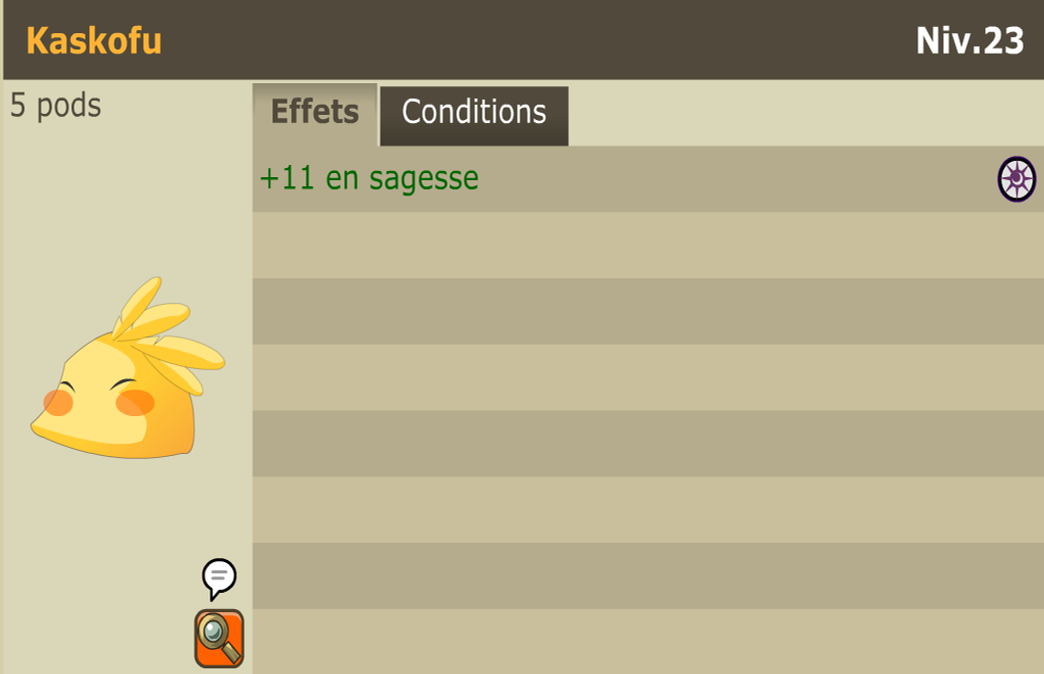 Kaskofu
Niv.23
5 pods
Effets
Conditions
+11 en sagesse